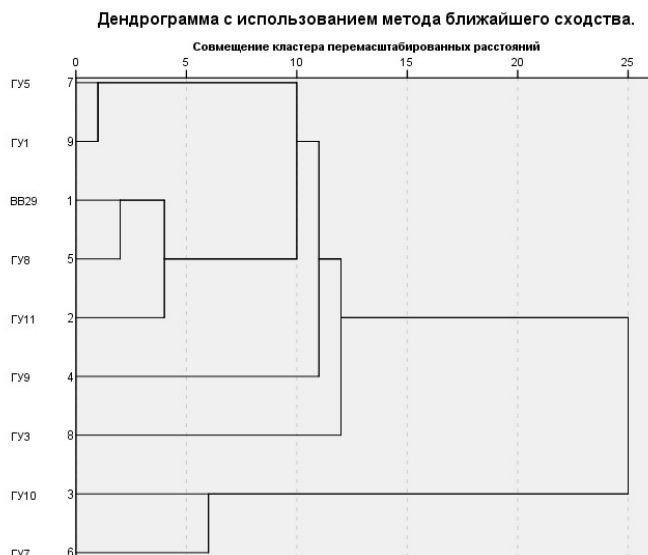 Дендрограмма с использованием метода ближайшего сходства.
Совмещение кластера перемасштабированных расстояний
0 5 10 15 20 25
ГУ5 7
ГУ1 9
ВВ29 1
ГУ8 5
ГУ11 2
ГУ9 4
ГУ3 8
ГУ10 3
ГУ7 6